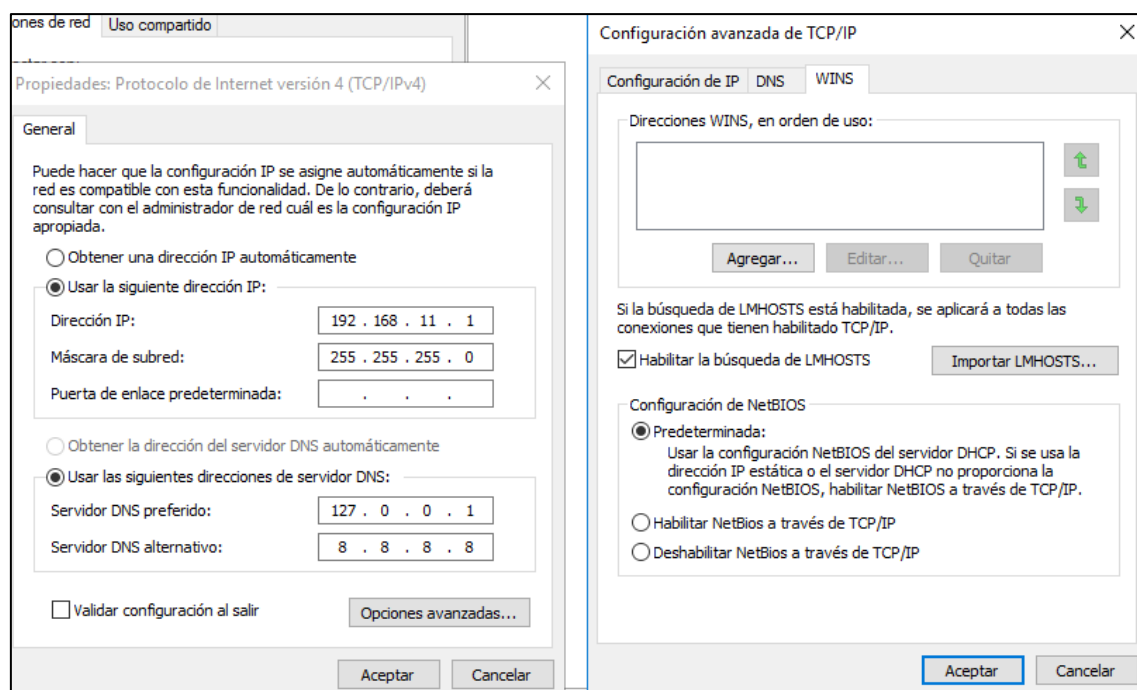 ones de red
Uso compartido
Propiedades: Protocolo de Internet versión 4 (TCP/IPv4)
General
Puede hacer que la configuración IP se asigne automáticamente si la
red es compatible con esta funcionalidad. De lo contrario, deberá
consultar con el administrador de red cuál es la configuración IP
apropiada.
Obtener una dirección IP automáticamente
Usar la siguiente dirección IP:
Dirección IP: 192 . 168 . 11 . 1
Máscara de subred: 255 . 255 . 255 . 0
Puerta de enlace predeterminada: . . .
Obtener la dirección del servidor DNS automáticamente
Usar las siguientes direcciones de servidor DNS:
Servidor DNS preferido: 127 . 0 . 0 . 1
Servidor DNS alternativo: 8 . 8 . 8 . 8
Validar configuración al salir
Opciones avanzadas...
Aceptar
Cancelar
Configuración avanzada de TCP/IP
Configuración de IP
DNS
WINS
Direcciones WINS, en orden de uso:
Agregar...
Editar...
Quitar
Si la búsqueda de LMHOSTS está habilitada, se aplicará a todas las
conexiones que tienen habilitado TCP/IP.
Habilitar la búsqueda de LMHOSTS
Importar LMHOSTS...
Configuración de NetBIOS
Predeterminada:
Usar la configuración NetBIOS del servidor DHCP. Si se usa la
dirección IP estática o el servidor DHCP no proporciona la
configuración NetBIOS, habilitar NetBIOS a través de TCP/IP.
Habilitar NetBios a través de TCP/IP
Deshabilitar NetBios a través de TCP/IP
Aceptar
Cancelar